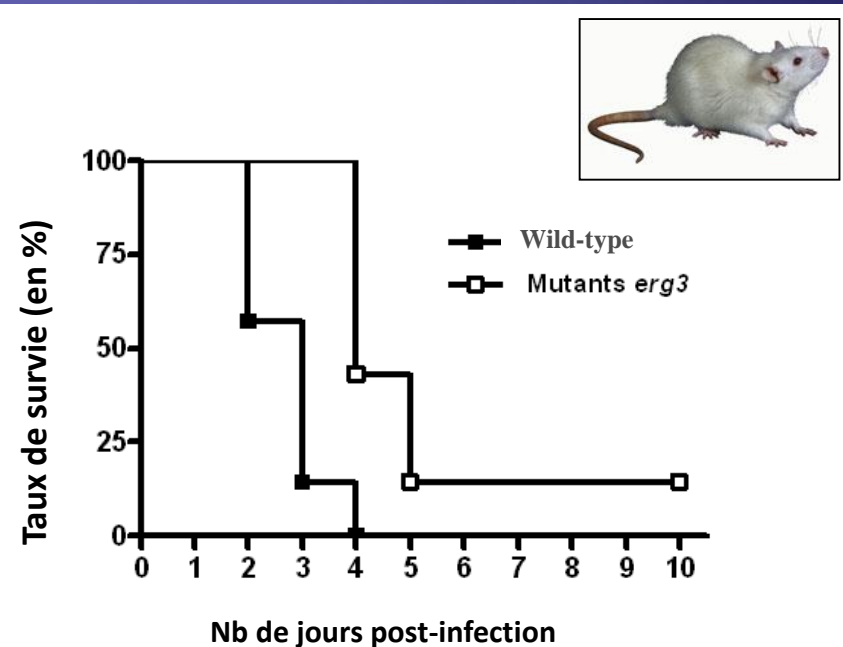 100
75
50
25
0
Taux de survie (en %)
Wild-type
Mutants erg3
0 1 2 3 4 5 6 7 8 9 10
Nb de jours post-infection